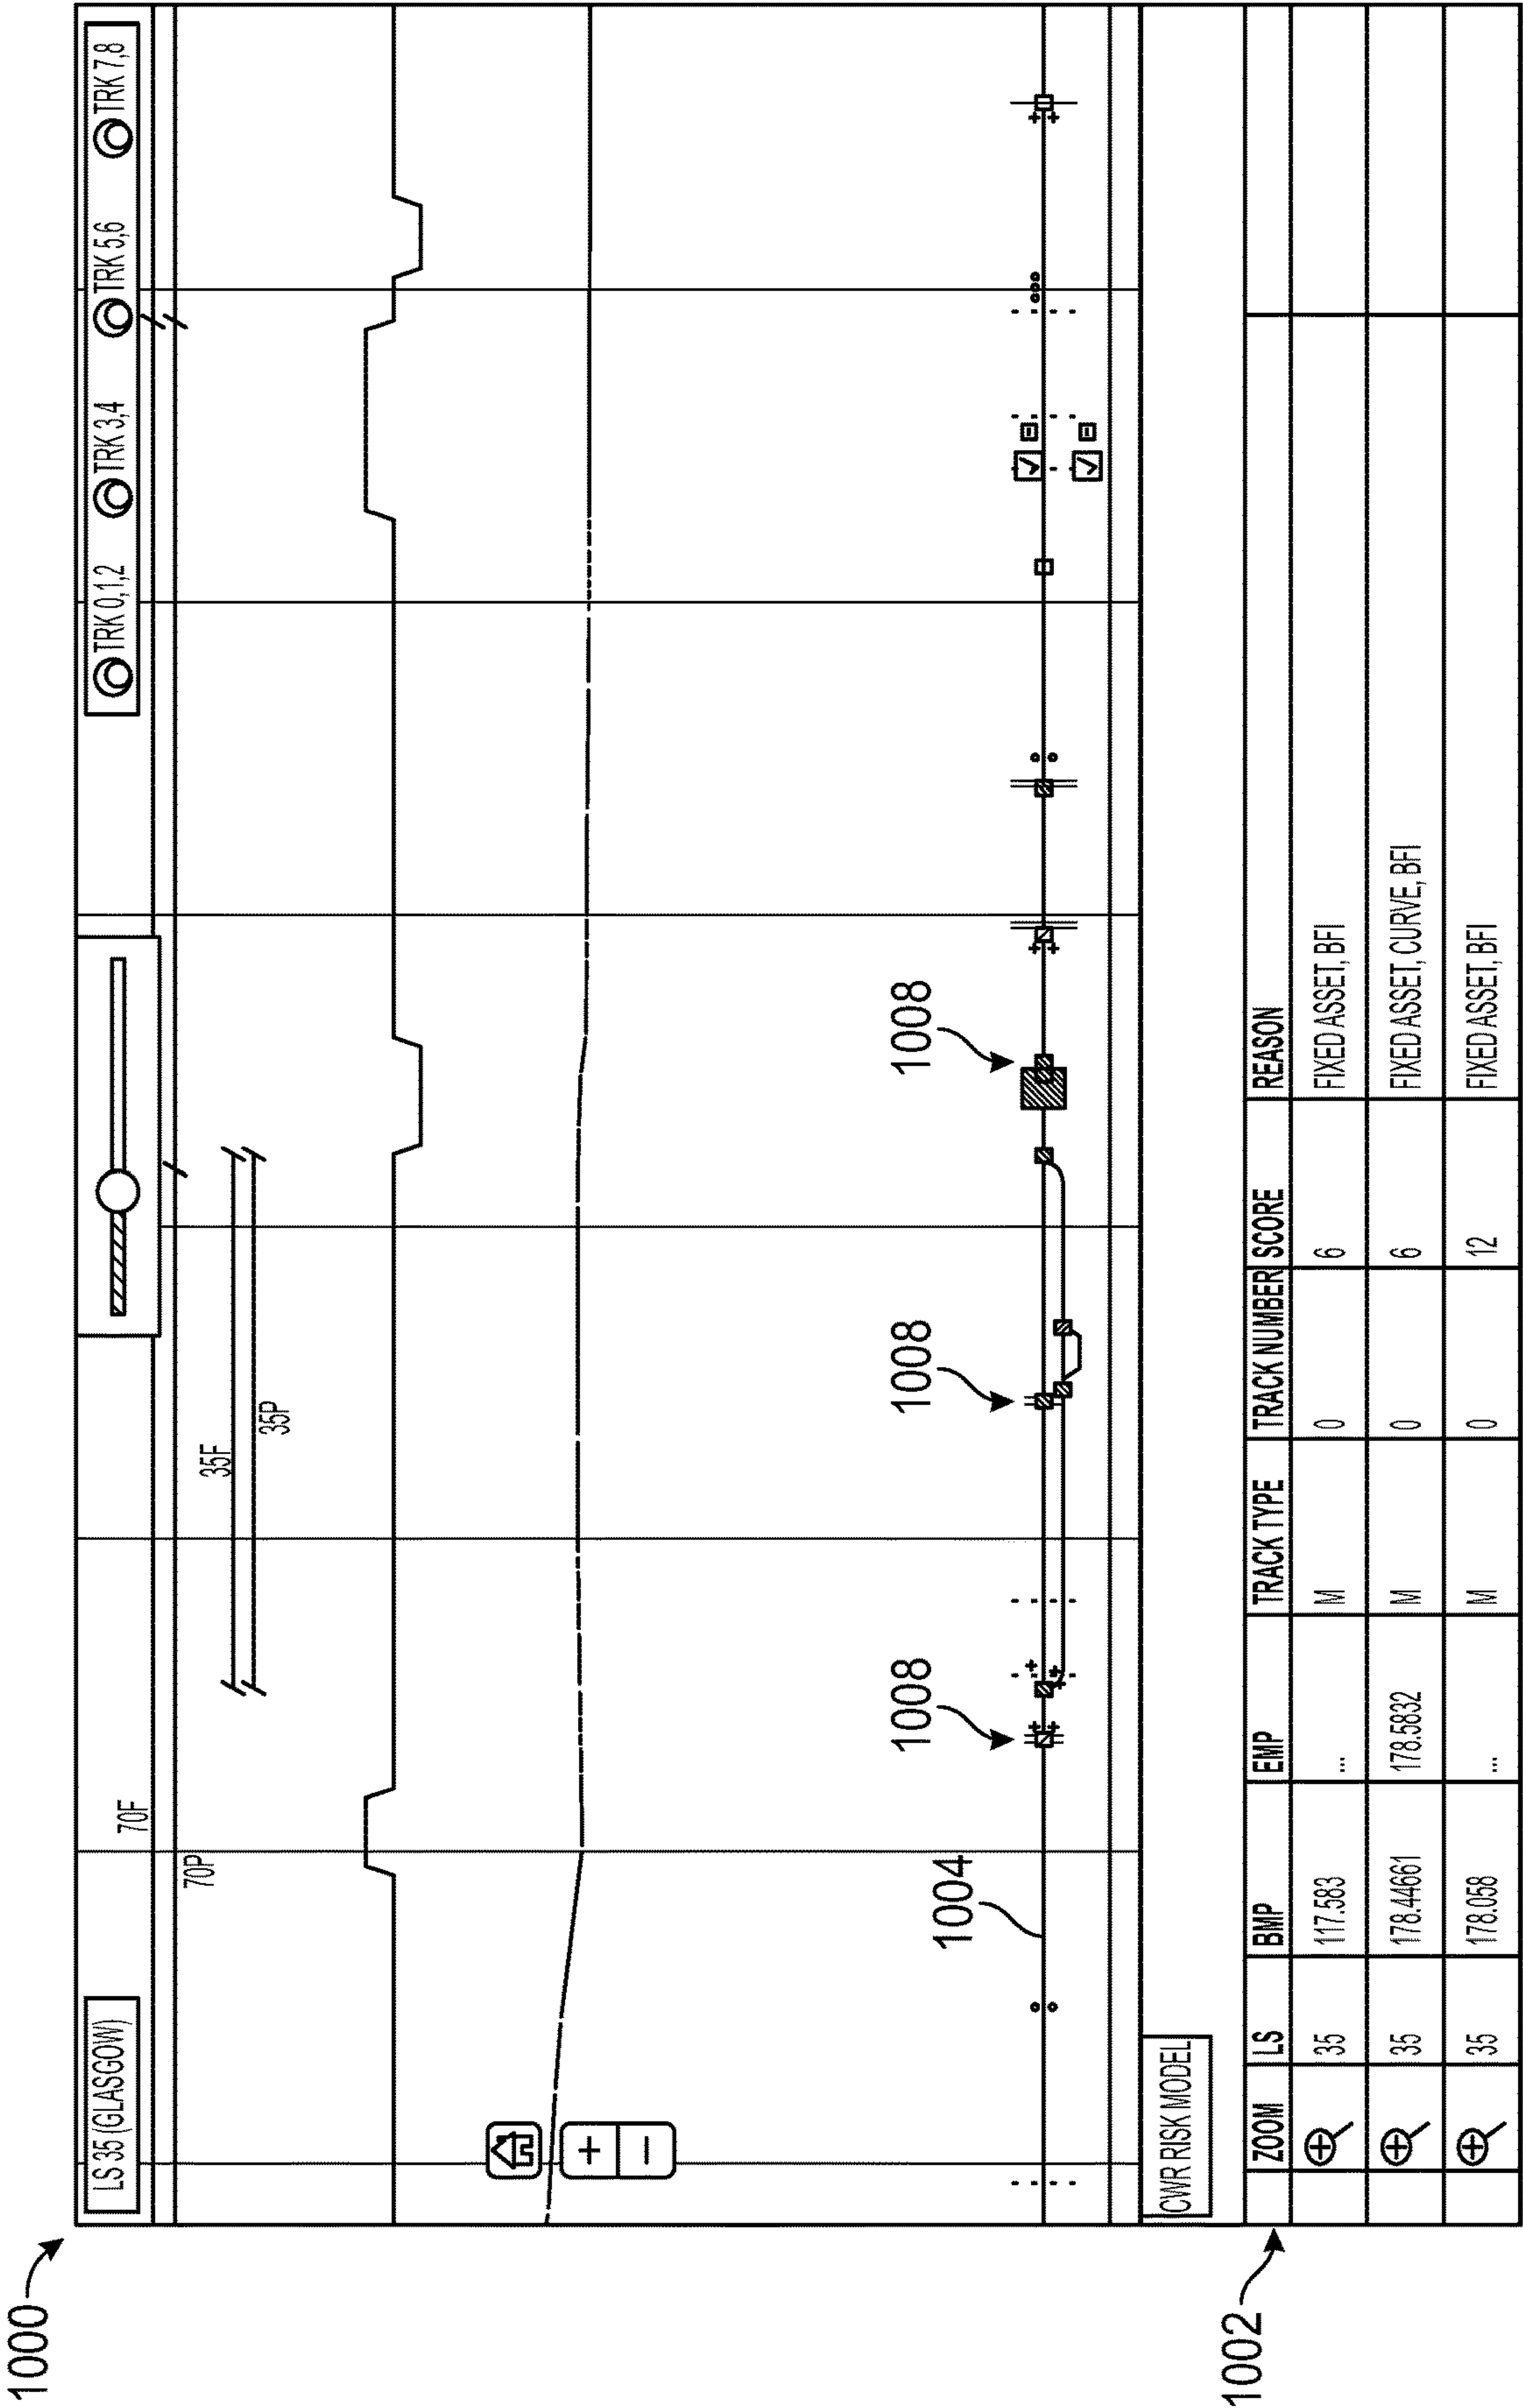 1000
LS 35 (GLASGOW)
TRK 0,1,2
TRK 3,4
TRK 5,6
TRK 7,8
70F
70P
35F
35P
+
−
1004
1008
1008
1008
CWR RISK MODEL
1002
ZOOM LS BMP EMP TRACK TYPE TRACK NUMBER SCORE REASON
35 117.583 ... M 0 6 FIXED ASSET, BFI
35 178.44661 178.5832 M 0 6 FIXED ASSET, CURVE, BFI
35 178.058 ... M 0 12 FIXED ASSET, BFI